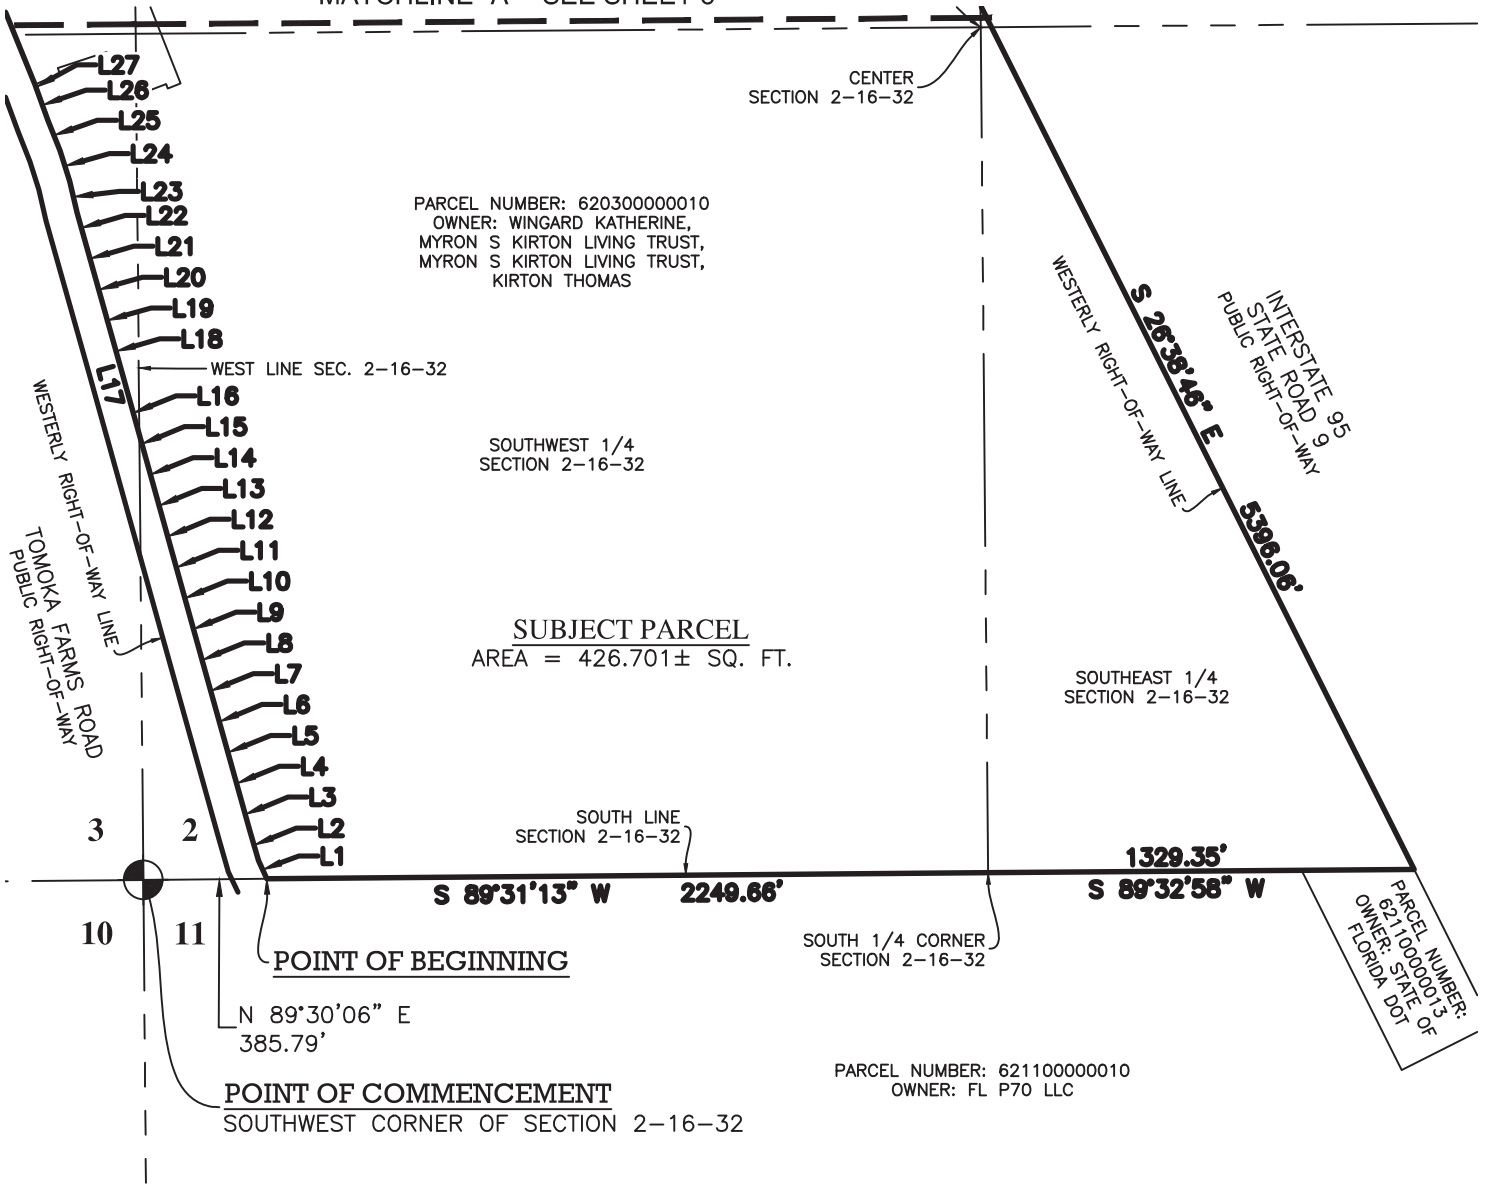 L27
L26
L25
L24
L23
L22
L21
L20
L19
L18
L17
L16
L15
L14
L13
L12
L11
L10
L9
L8
L7
L6
L5
L4
L3
L2
L1
CENTER
SECTION 2-16-32
PARCEL NUMBER: 620300000010
OWNER: WINGARD KATHERINE,
MYRON S KIRTON LIVING TRUST,
MYRON S KIRTON LIVING TRUST,
KIRTON THOMAS
WEST LINE SEC. 2-16-32
SOUTHWEST 1/4
SECTION 2-16-32
WESTERLY RIGHT-OF-WAY LINE
S 26°38'46" E
5396.06'
INTERSTATE 95
STATE ROAD 9
PUBLIC RIGHT-OF-WAY
WESTERLY RIGHT-OF-WAY LINE
TOMOKA FARMS ROAD
PUBLIC RIGHT-OF-WAY
SUBJECT PARCEL
AREA = 426.701± SQ. FT.
SOUTHEAST 1/4
SECTION 2-16-32
SOUTH LINE
SECTION 2-16-32
3 2
10 11
1329.35'
S 89°32'58" W
S 89°31'13" W 2249.66'
SOUTH 1/4 CORNER
SECTION 2-16-32
PARCEL NUMBER:
621100000013
OWNER: STATE OF
FLORIDA DOT
POINT OF BEGINNING
N 89°30'06" E
385.79'
PARCEL NUMBER: 621100000010
OWNER: FL P70 LLC
POINT OF COMMENCEMENT
SOUTHWEST CORNER OF SECTION 2-16-32